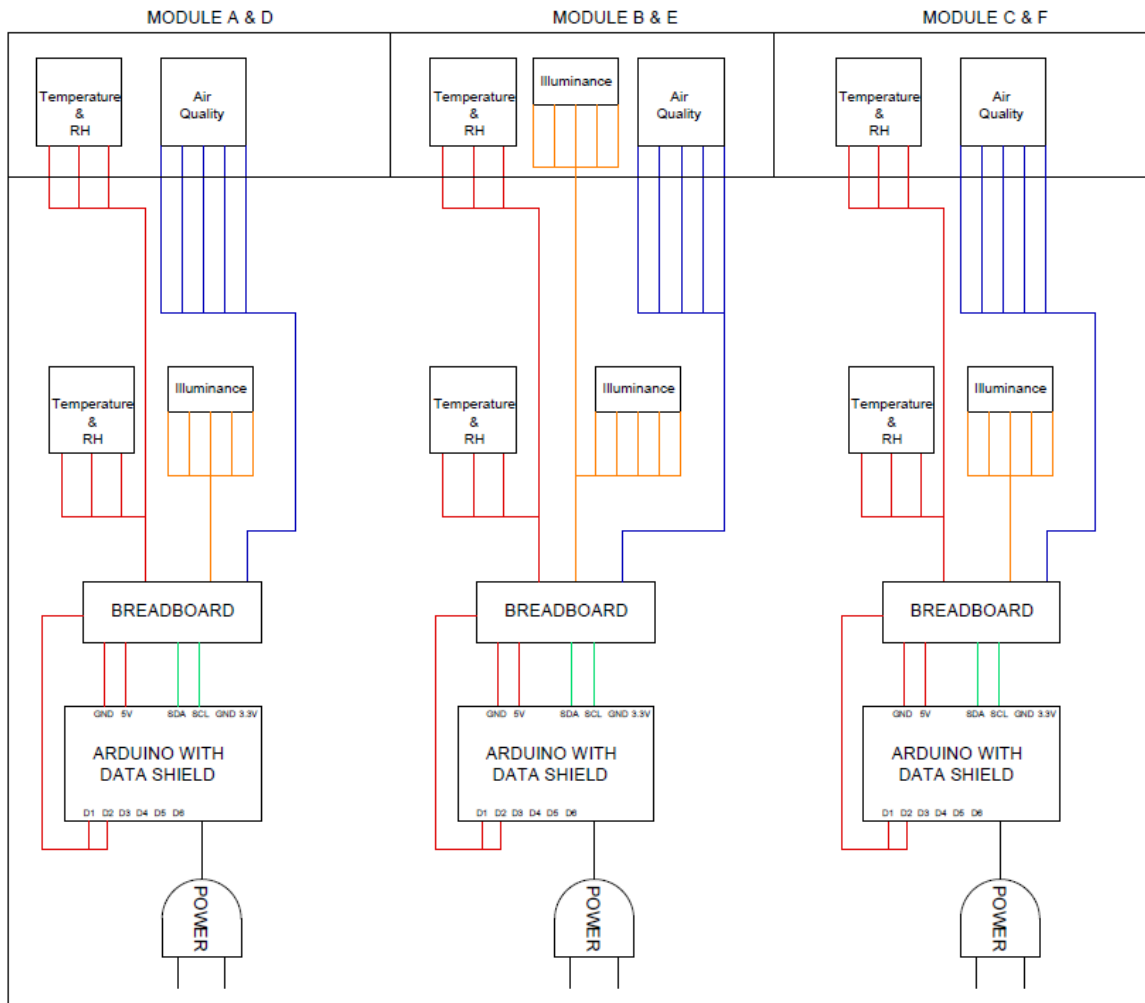 MODULE A & D
MODULE B & E
MODULE C & F
Temperature
&
RH
Air
Quality
Temperature
&
RH
Illuminance
Air
Quality
Temperature
&
RH
Air
Quality
Temperature
&
RH
Illuminance
Temperature
&
RH
Illuminance
Temperature
&
RH
Illuminance
BREADBOARD
BREADBOARD
BREADBOARD
GND 5V SDA SCL GND 3.3V
ARDUINO WITH
DATA SHIELD
D1 D2 D3 D4 D5 D6
GND 5V SDA SCL GND 3.3V
ARDUINO WITH
DATA SHIELD
D1 D2 D3 D4 D5 D6
GND 5V SDA SCL GND 3.3V
ARDUINO WITH
DATA SHIELD
D1 D2 D3 D4 D5 D6
POWER
POWER
POWER